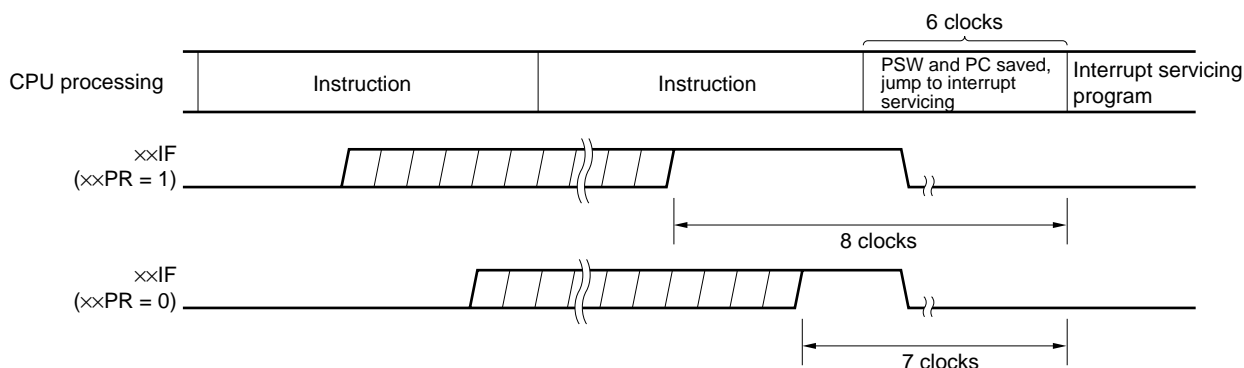 6 clocks
CPU processing
Instruction
Instruction
PSW and PC saved,
jump to interrupt
servicing
Interrupt servicing
program
××IF
(××PR = 1)
8 clocks
××IF
(××PR = 0)
7 clocks